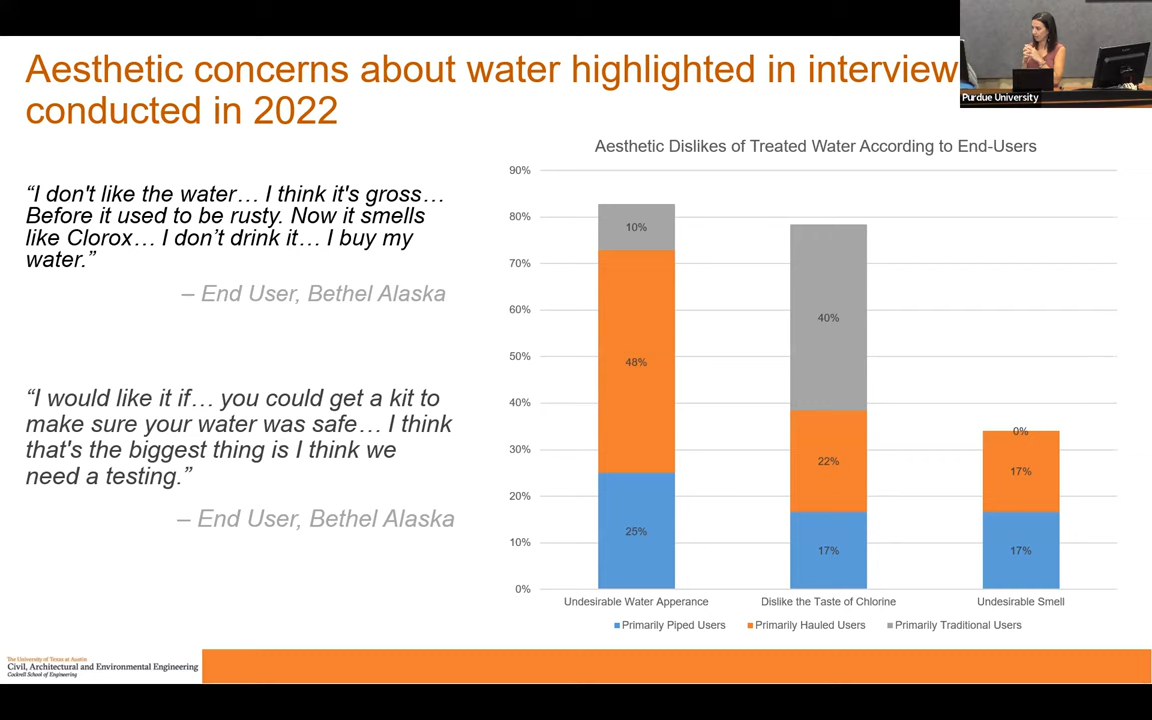 Aesthetic concerns about water highlighted in interview
conducted in 2022
Purdue University
“I don't like the water… I think it's gross…
Before it used to be rusty. Now it smells
like Clorox… I don’t drink it… I buy my
water.”
– End User, Bethel Alaska
“I would like it if… you could get a kit to
make sure your water was safe… I think
that's the biggest thing is I think we
need a testing.”
– End User, Bethel Alaska
Aesthetic Dislikes of Treated Water According to End-Users
90%
80%
70%
60%
50%
40%
30%
20%
10%
0%
10%
48%
25%
40%
22%
17%
0%
17%
17%
Undesirable Water Apperance
Dislike the Taste of Chlorine
Undesirable Smell
Primarily Piped Users
Primarily Hauled Users
Primarily Traditional Users
The University of Texas at Austin
Civil, Architectural and Environmental Engineering
Cockrell School of Engineering